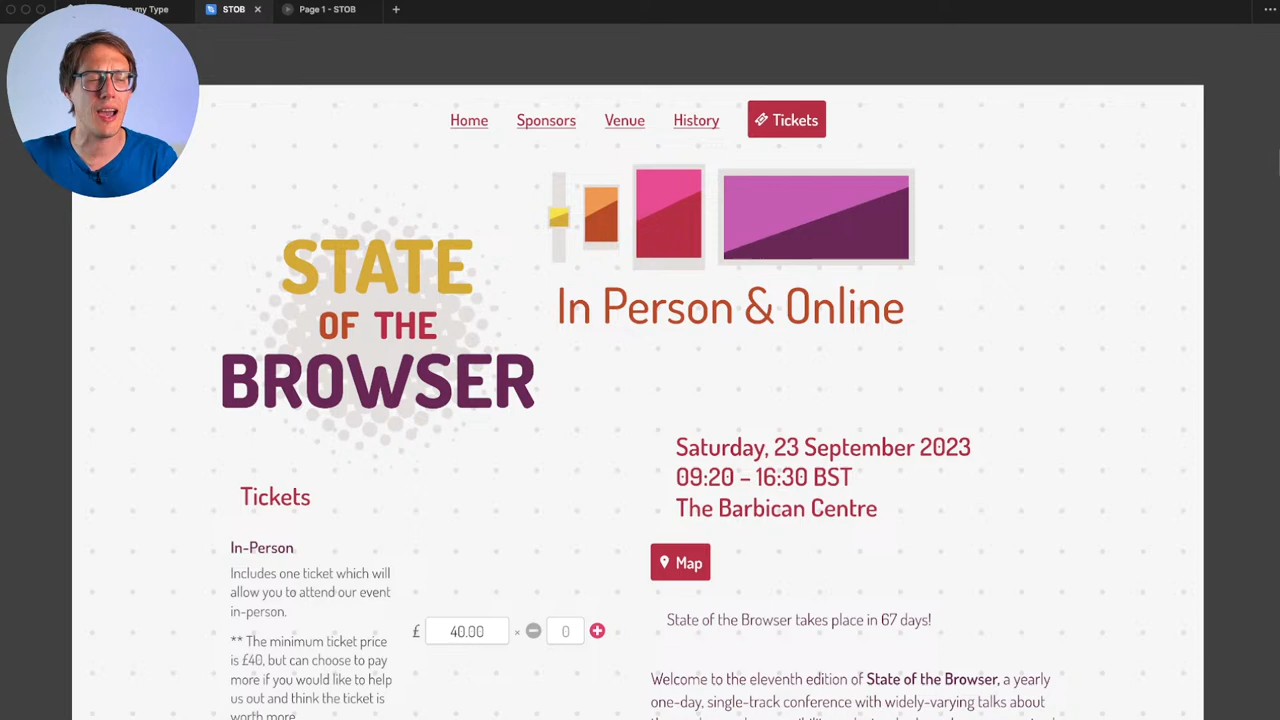 my Type
STOB
Page 1 - STOB
Home
Sponsors
Venue
History
Tickets
STATE
OF THE
BROWSER
In Person & Online
Saturday, 23 September 2023
09:20 – 16:30 BST
The Barbican Centre
Map
State of the Browser takes place in 67 days!
Tickets
In-Person
Includes one ticket which will
allow you to attend our event
in-person.
** The minimum ticket price
is £40, but can choose to pay
more if you would like to help
us out and think the ticket is
worth more
£ 40.00 × 0
Welcome to the eleventh edition of State of the Browser, a yearly
one-day, single-track conference with widely-varying talks about